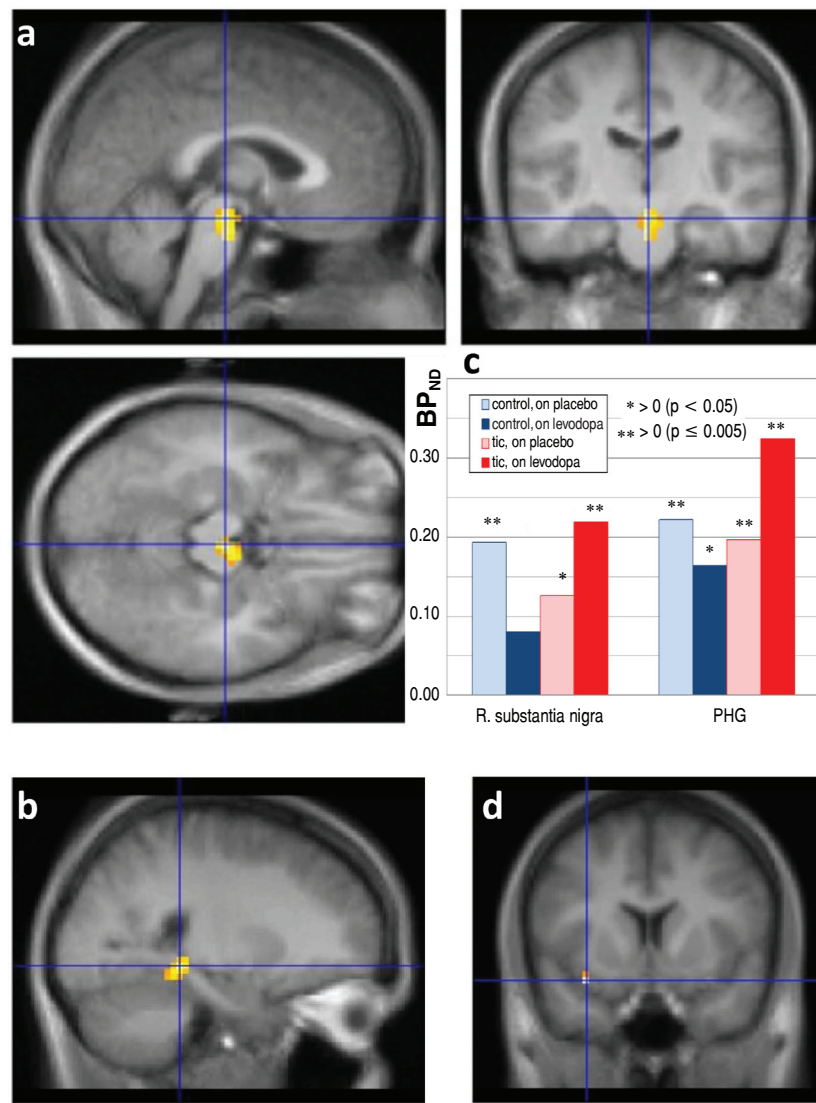 a
c
BPND
control, on placebo
control, on levodopa
tic, on placebo
tic, on levodopa
* > 0 (p < 0.05)
** > 0 (p ≤ 0.005)
0.30
0.20
0.10
0.00
**
*
**
**
*
**
**
R. substantia nigra
PHG
b
d